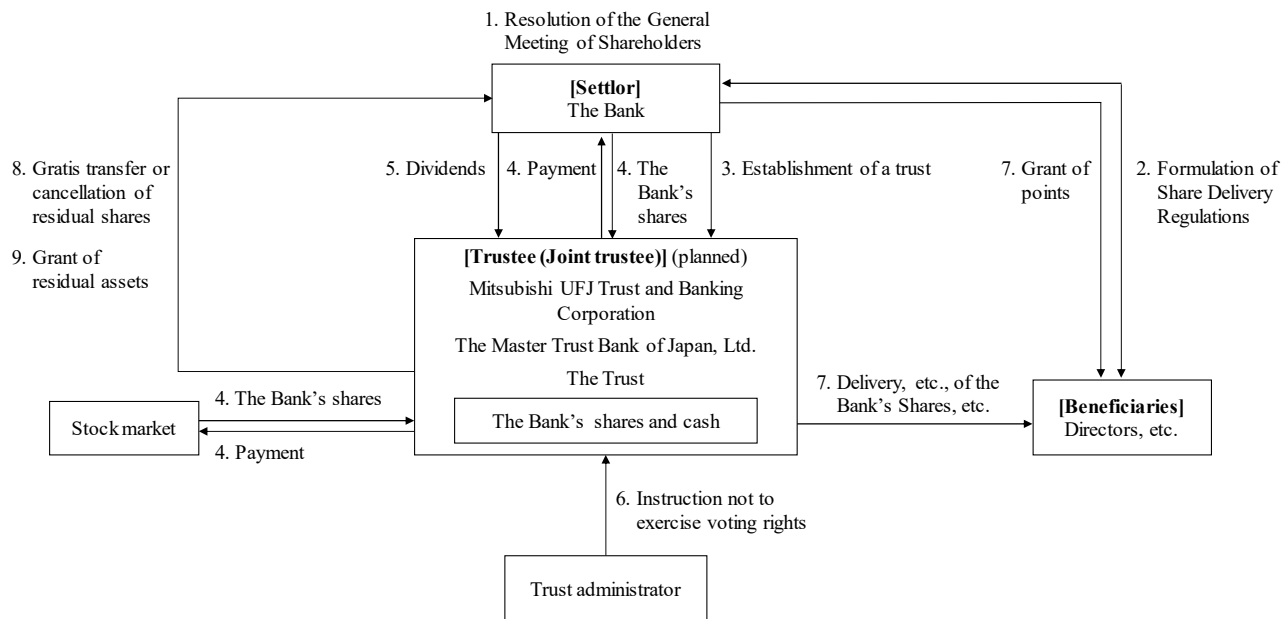 1. Resolution of the General
Meeting of Shareholders
[Settlor]
The Bank
8. Gratis transfer or
cancellation of
residual shares
9. Grant of
residual assets
5. Dividends
4. Payment
4. The
Bank's
shares
3. Establishment of a trust
7. Grant of
points
2. Formulation of
Share Delivery
Regulations
[Trustee (Joint trustee)] (planned)
Mitsubishi UFJ Trust and Banking
Corporation
The Master Trust Bank of Japan, Ltd.
The Trust
The Bank's shares and cash
Stock market
4. The Bank's shares
4. Payment
7. Delivery, etc., of the
Bank's Shares, etc.
[Beneficiaries]
Directors, etc.
6. Instruction not to
exercise voting rights
Trust administrator